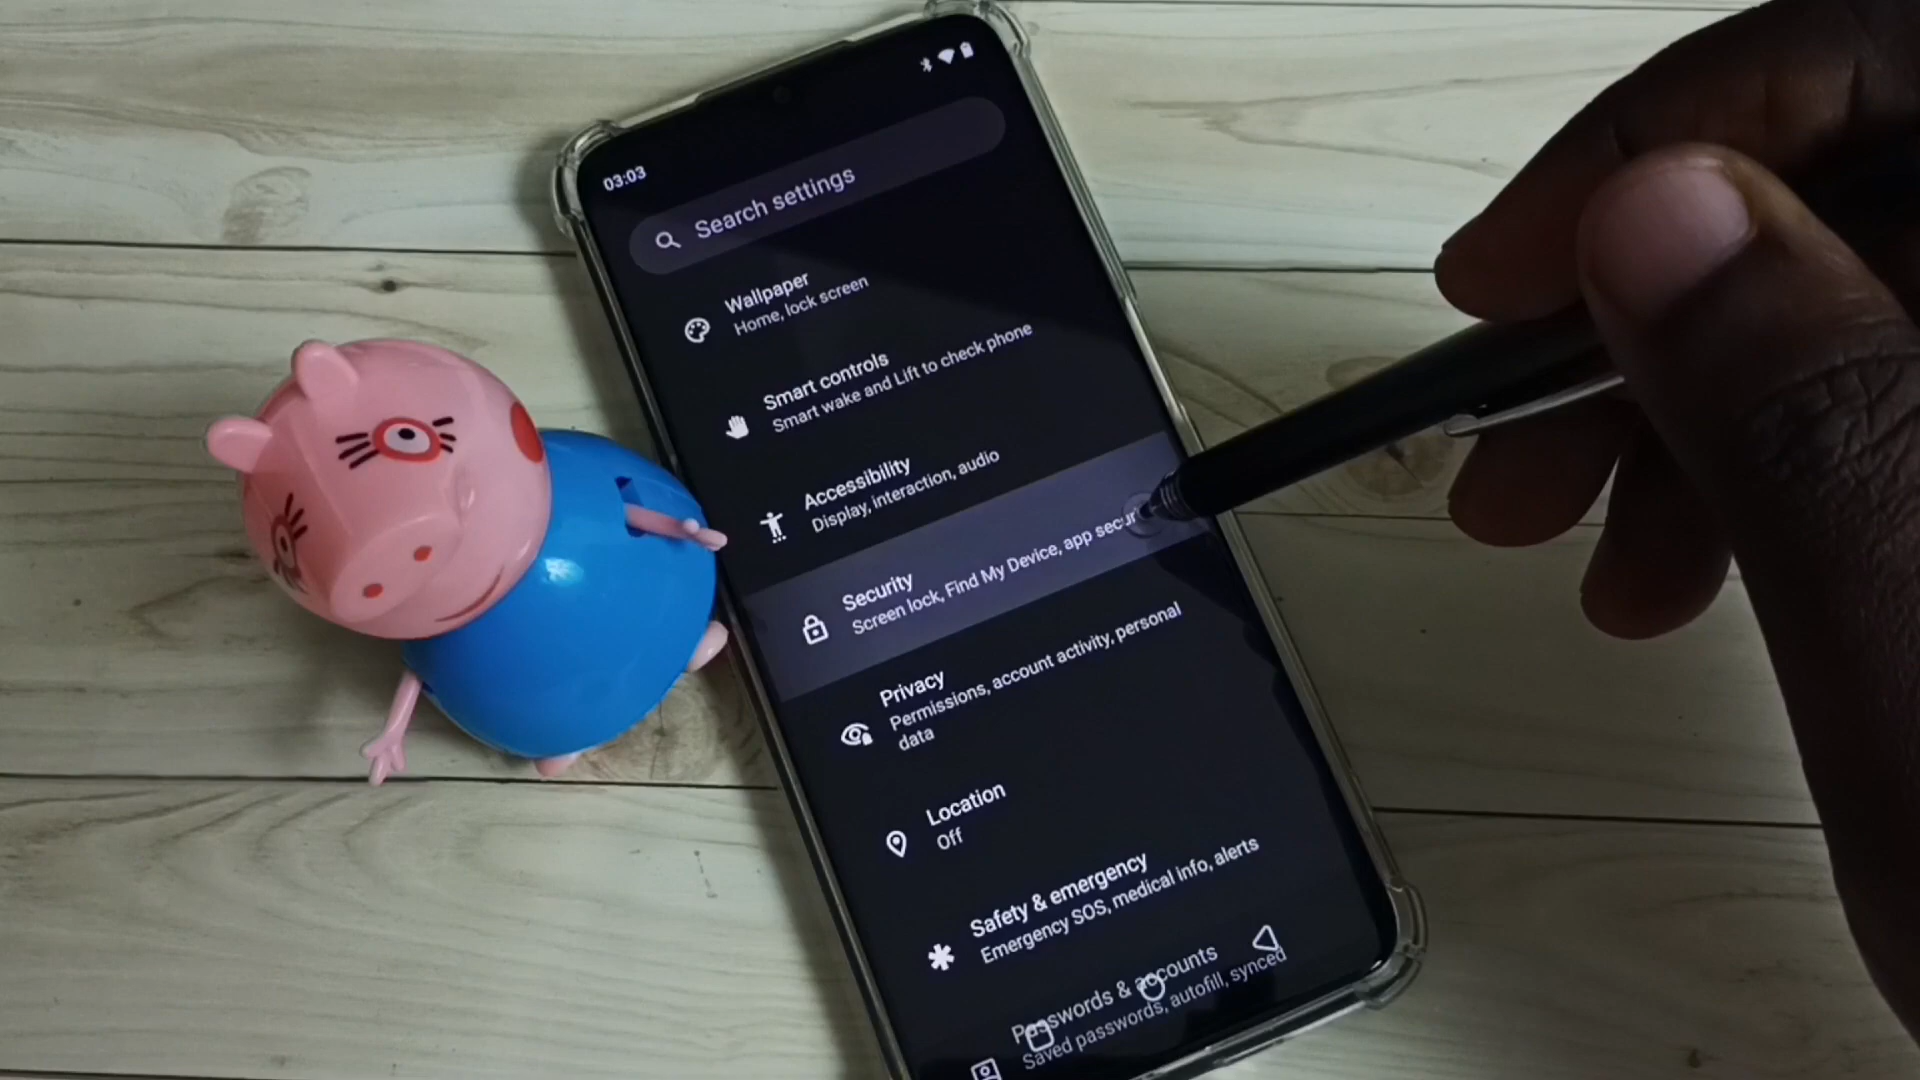 03:03
Search settings
Wallpaper
Home, lock screen
Smart controls
Smart wake and Lift to check phone
Accessibility
Display, interaction, audio
Security
Screen lock, Find My Device, app secur
Privacy
Permissions, account activity, personal
data
Location
Off
Safety & emergency
Emergency SOS, medical info, alerts
Passwords & accounts
Saved passwords, autofill, synced